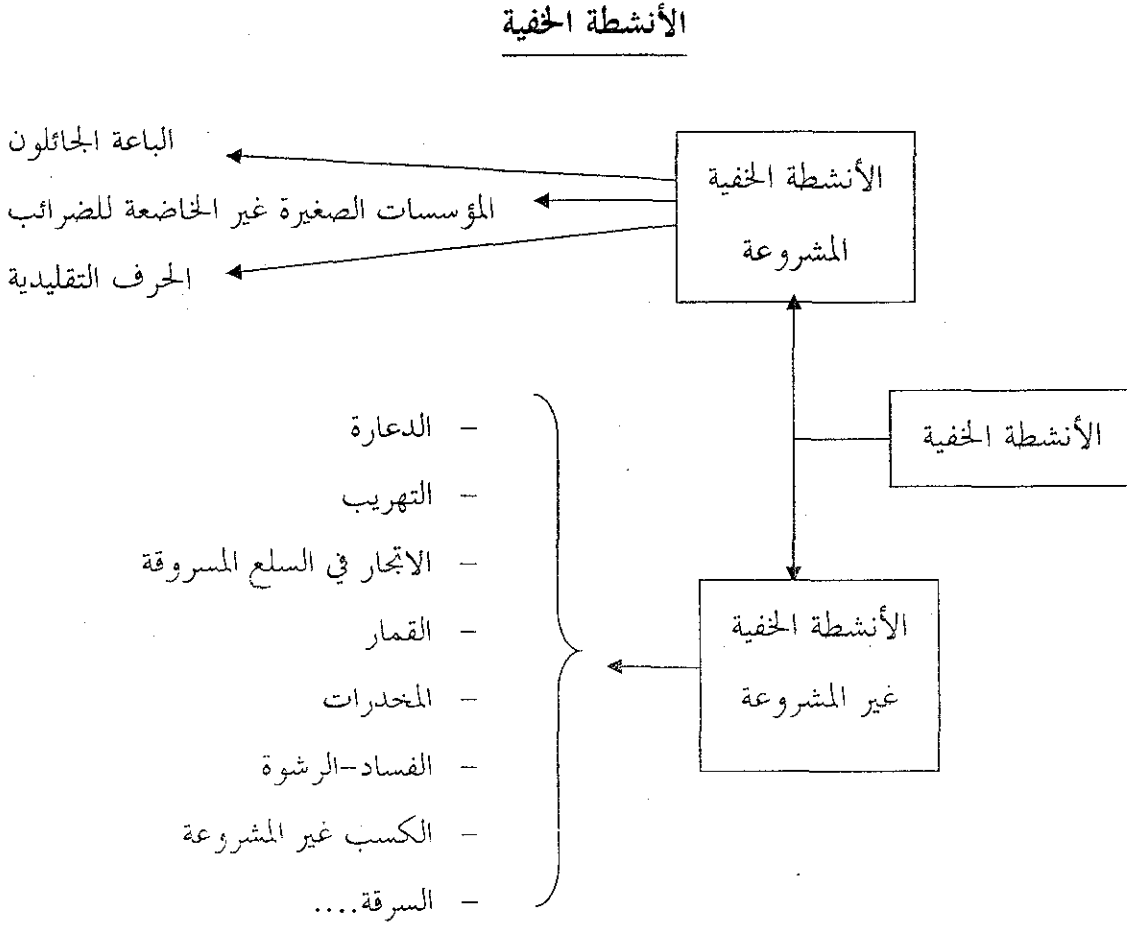 الأنشطة الخفية
الأنشطة الخفية
المشروعة
الباعة الجائلون
المؤسسات الصغيرة غير الخاضعة للضرائب
الحرف التقليدية
الأنشطة الخفية
الأنشطة الخفية
غير المشروعة
- الدعارة
- التهريب
- الاتجار في السلع المسروقة
- القمار
- المخدرات
- الفساد-الرشوة
- الكسب غير المشروعة
- السرقة....